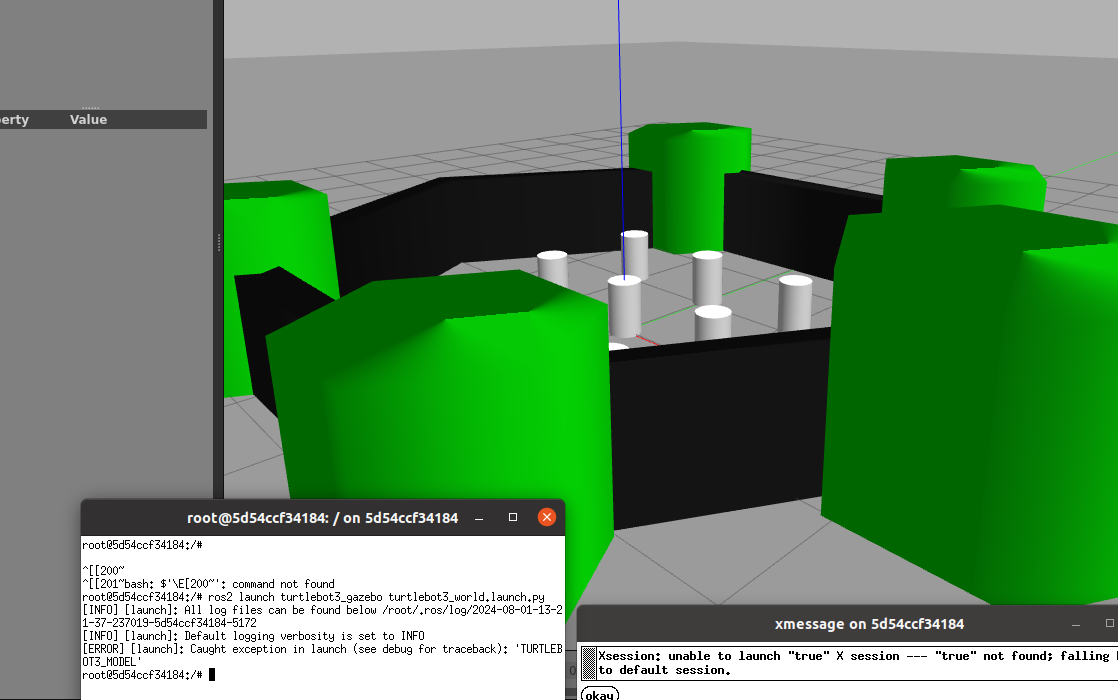 erty Value
root@5d54ccf34184: / on 5d54ccf34184
root@5d54ccf34184:/#
^[[200~
^[[201~bash: $'\E[200~': command not found
root@5d54ccf34184:/# ros2 launch turtlebot3_gazebo turtlebot3_world.launch.py
[INFO] [launch]: All log files can be found below /root/.ros/log/2024-08-01-13-2
1-37-237019-5d54ccf34184-5172
[INFO] [launch]: Default logging verbosity is set to INFO
[ERROR] [launch]: Caught exception in launch (see debug for traceback): 'TURTLEB
OT3_MODEL'
root@5d54ccf34184:/#
xmessage on 5d54ccf34184
Xsession: unable to launch "true" X session --- "true" not found; falling
to default session.
okay